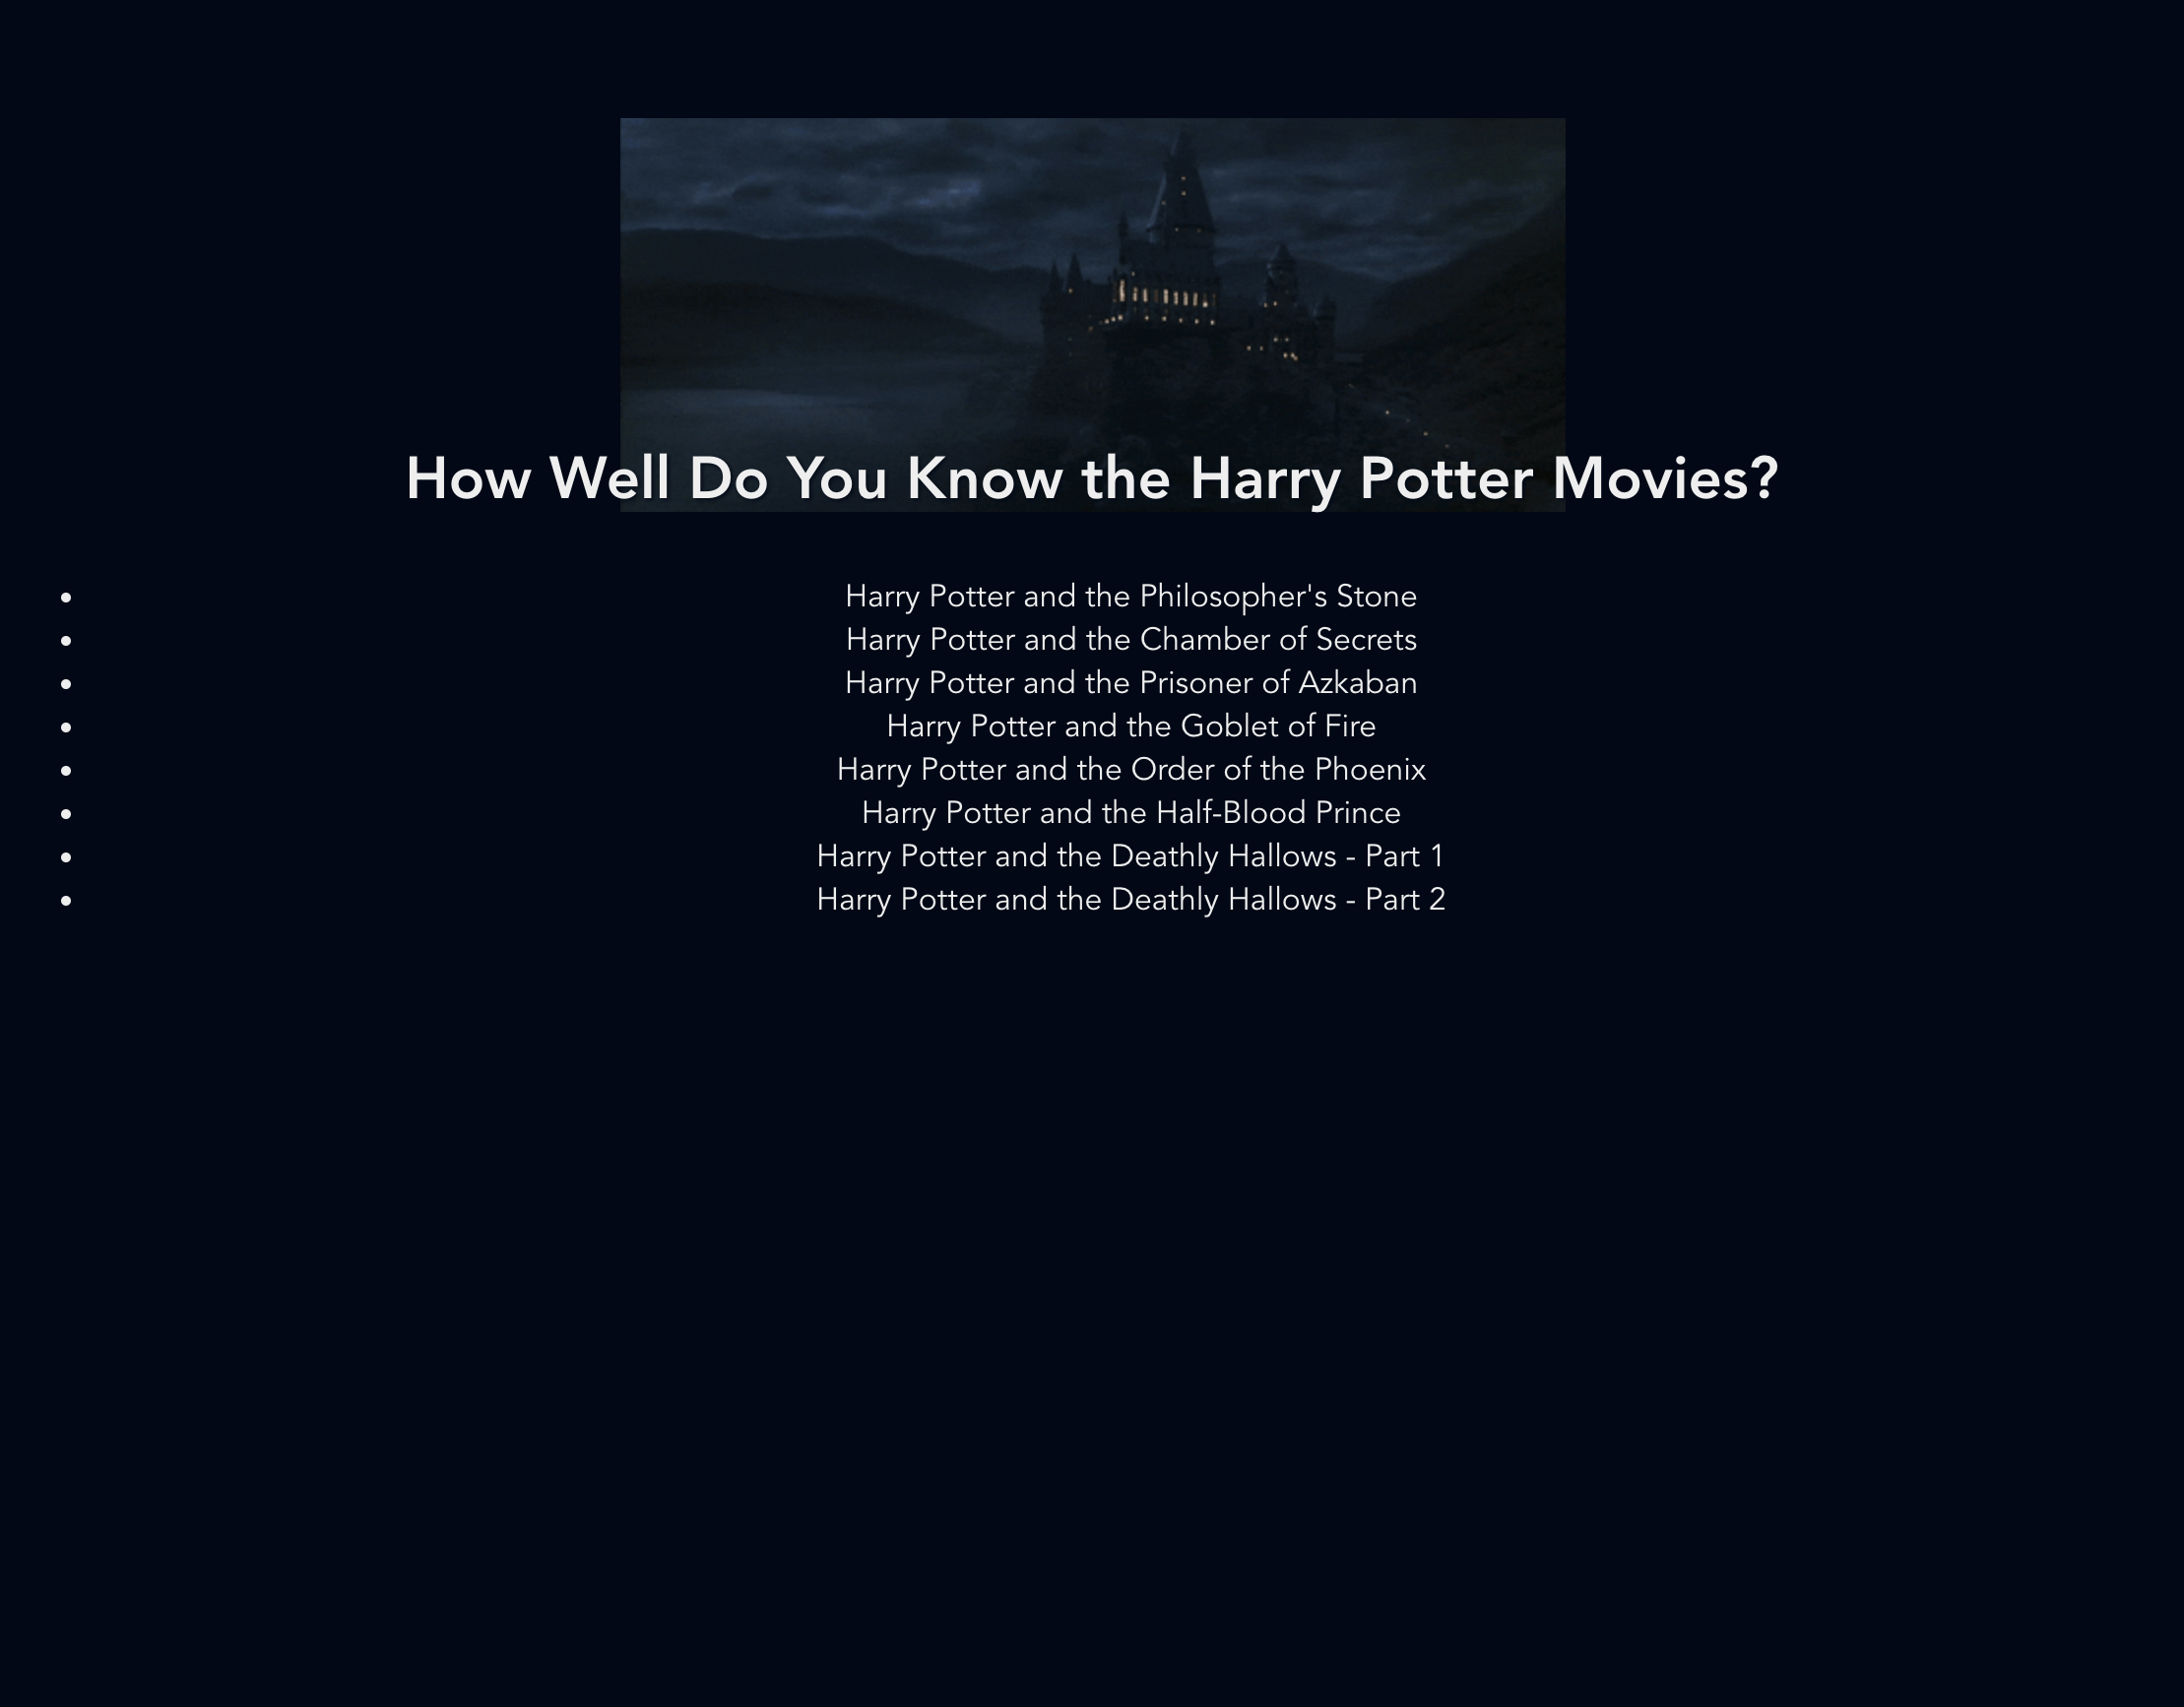 How Well Do You Know the Harry Potter Movies?
• Harry Potter and the Philosopher's Stone
• Harry Potter and the Chamber of Secrets
• Harry Potter and the Prisoner of Azkaban
• Harry Potter and the Goblet of Fire
• Harry Potter and the Order of the Phoenix
• Harry Potter and the Half-Blood Prince
• Harry Potter and the Deathly Hallows - Part 1
• Harry Potter and the Deathly Hallows - Part 2